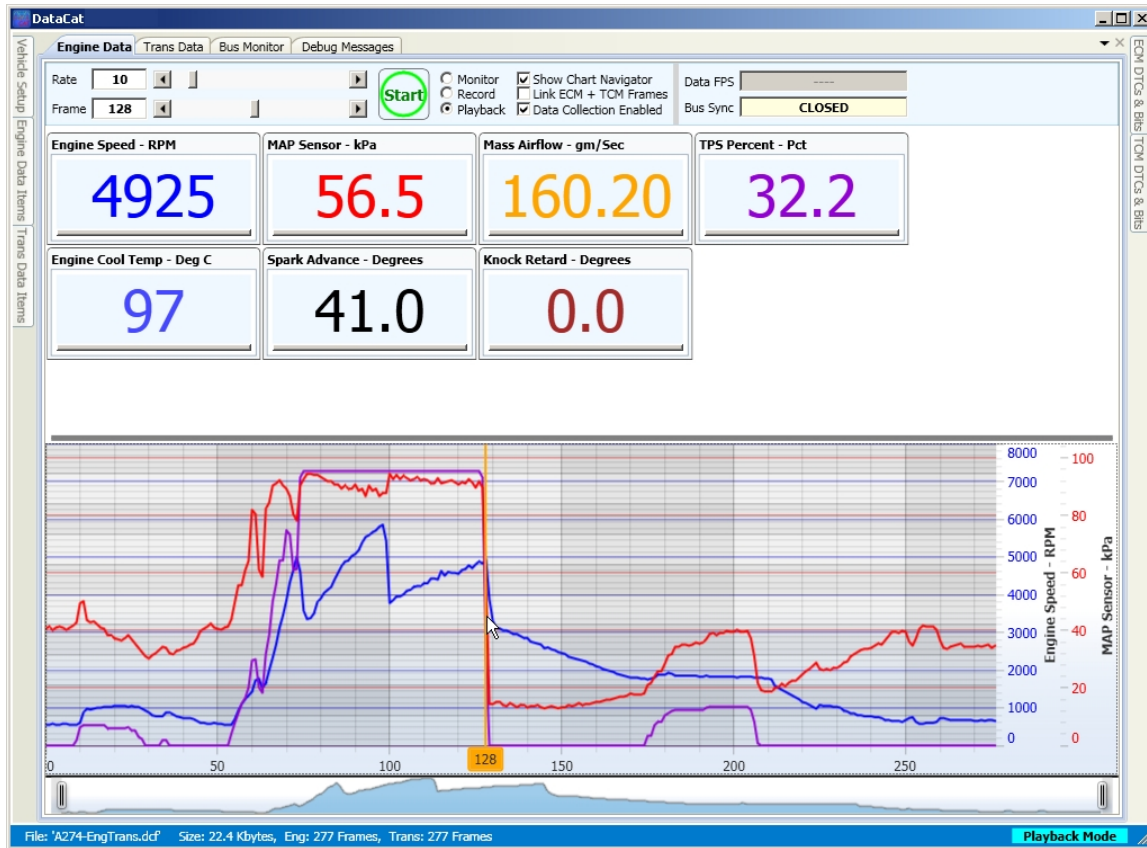 DataCat
Vehicle Setup
Engine Data Items
Trans Data Items
Engine Data Trans Data Bus Monitor Debug Messages
ECM DTCs & Bits
TCM DTCs & Bits
Rate 10
Frame 128
Start
Monitor
Record
Playback
Show Chart Navigator
Link ECM + TCM Frames
Data Collection Enabled
Data FPS ----
Bus Sync CLOSED
Engine Speed - RPM
4925
MAP Sensor - kPa
56.5
Mass Airflow - gm/Sec
160.20
TPS Percent - Pct
32.2
Engine Cool Temp - Deg C
97
Spark Advance - Degrees
41.0
Knock Retard - Degrees
0.0
8000
7000
6000
5000
4000
3000
2000
1000
0
Engine Speed - RPM
100
80
60
40
20
0
MAP Sensor - kPa
0 50 100 128 150 200 250
File: 'A274-EngTrans.dcf' Size: 22.4 Kbytes, Eng: 277 Frames, Trans: 277 Frames
Playback Mode